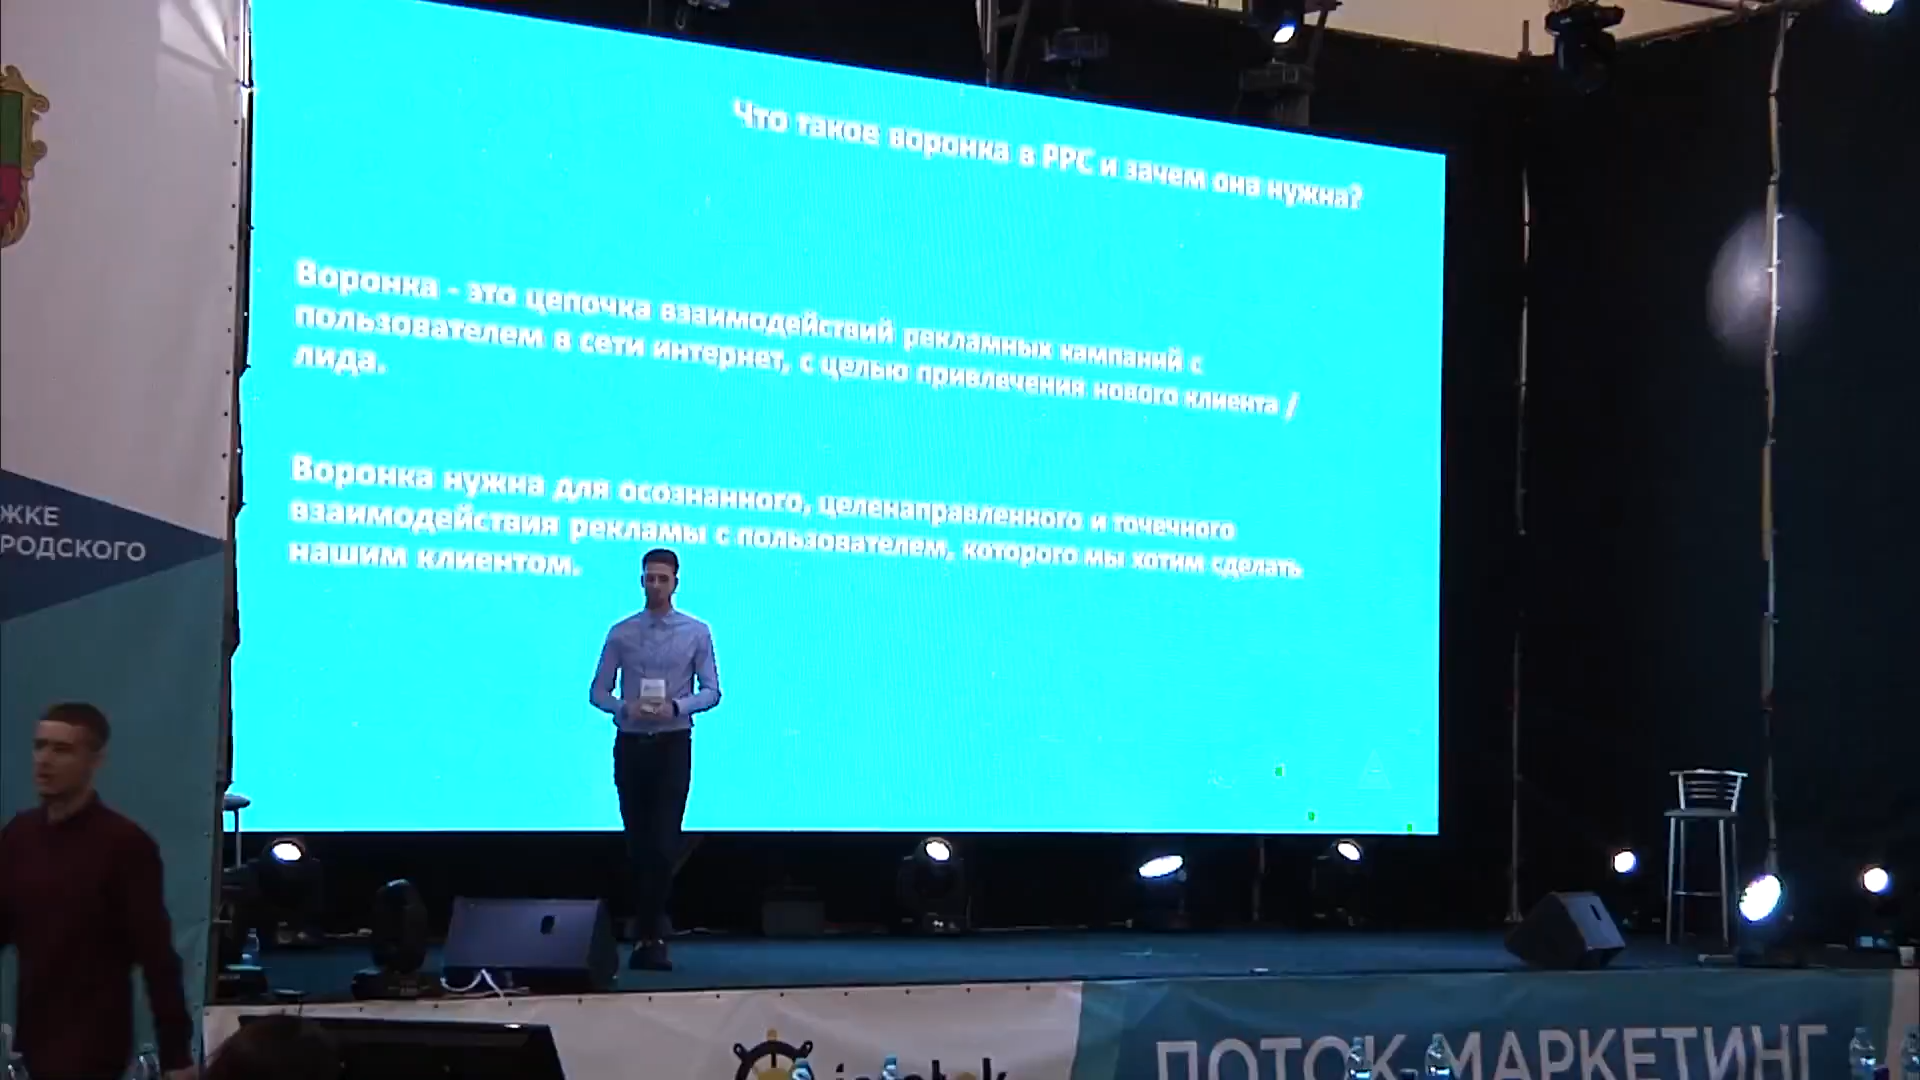 Что такое воронка в PPC и зачем она нужна?
Воронка - это цепочка взаимодействий рекламных кампаний с
пользователем в сети интернет, с целью привлечения нового клиента /
лида.
Воронка нужна для осознанного, целенаправленного и точечного
взаимодействия рекламы с пользователем, которого мы хотим сделать
нашим клиентом.
ЖКЕ
РОДСКОГО
ПОТОК МАРКЕТИНГ